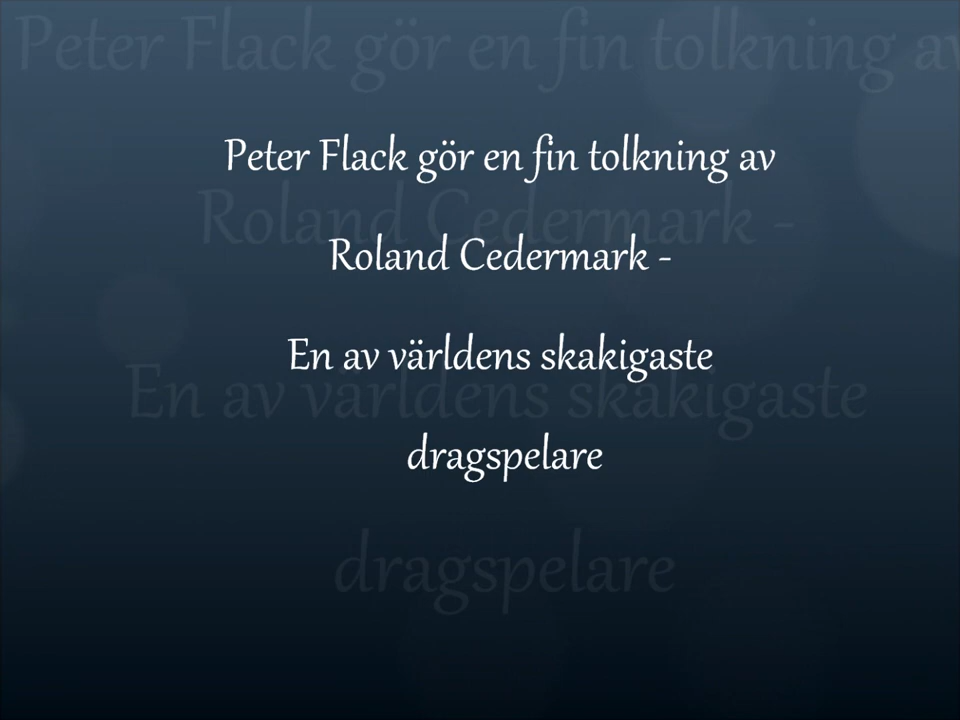 Peter Flack gör en fin tolkning av
Roland Cedermark -
En av världens skakigaste
dragspelare